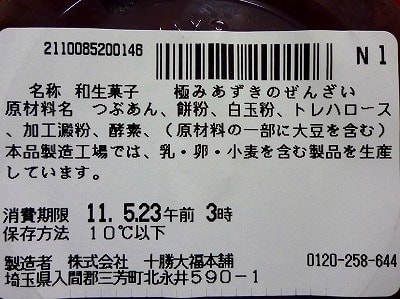 2110085200146
N 1
名称 和生菓子 極みあずきのぜんざい
原材料名 つぶあん、餅粉、白玉粉、トレハロース
、加工澱粉、酵素、(原材料の一部に大豆を含む)
本品製造工場では、乳・卵・小麦を含む製品を生産
しています。
消費期限 11. 5.23午前 3時
保存方法 10℃以下
製造者 株式会社 十勝大福本舗 0120-258-644
埼玉県入間郡三芳町北永井590-1